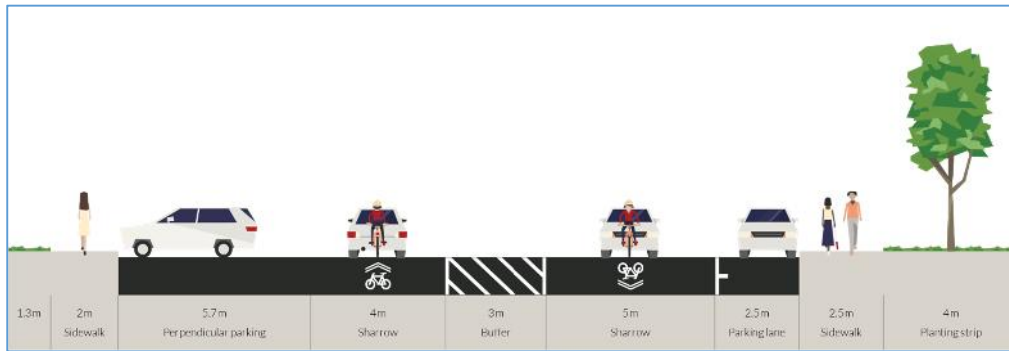 1.3m
2m
Sidewalk
5.7m
Perpendicular parking
4m
Sharrow
3m
Buffer
5m
Sharrow
2.5m
Parking lane
2.5m
Sidewalk
4m
Planting strip